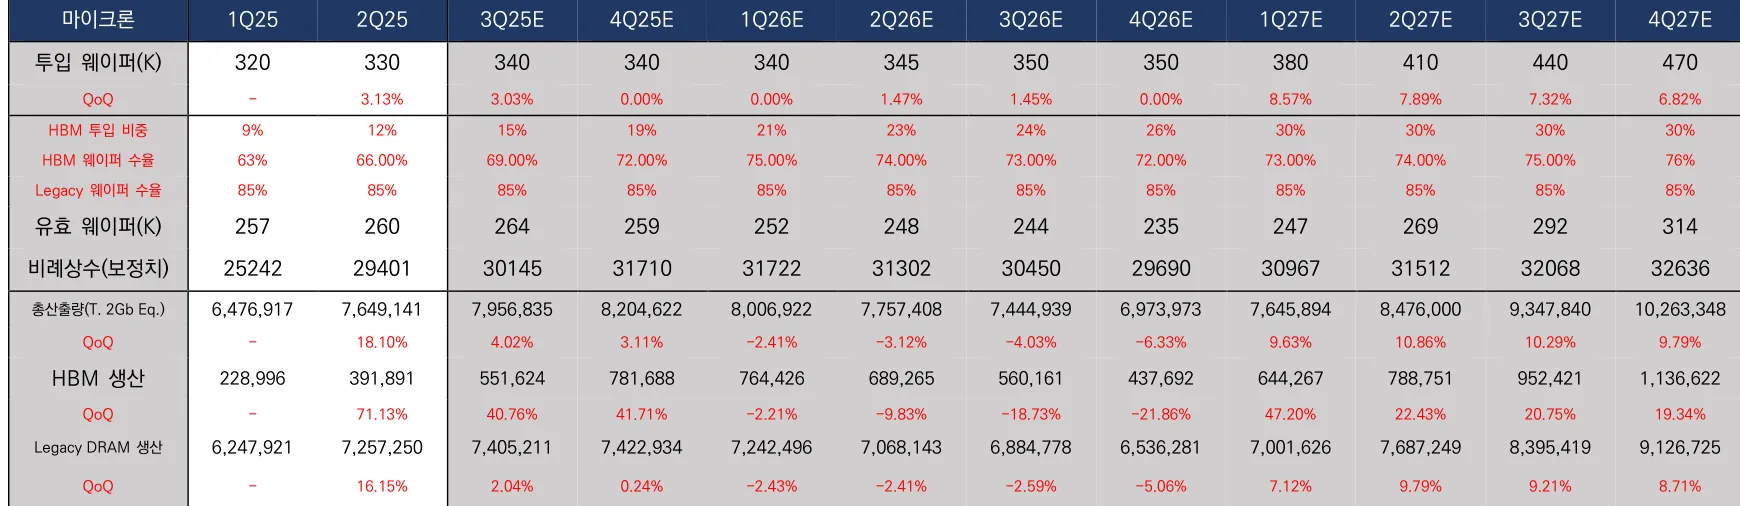 마이크론 1Q25 2Q25 3Q25E 4Q25E 1Q26E 2Q26E 3Q26E 4Q26E 1Q27E 2Q27E 3Q27E 4Q27E
투입 웨이퍼(K) 320 330 340 340 340 345 350 350 380 410 440 470
QoQ - 3.13% 3.03% 0.00% 0.00% 1.47% 1.45% 0.00% 8.57% 7.89% 7.32% 6.82%
HBM 투입 비중 9% 12% 15% 19% 21% 23% 24% 26% 30% 30% 30% 30%
HBM 웨이퍼 수율 63% 66.00% 69.00% 72.00% 75.00% 74.00% 73.00% 72.00% 73.00% 74.00% 75.00% 76%
Legacy 웨이퍼 수율 85% 85% 85% 85% 85% 85% 85% 85% 85% 85% 85% 85%
유효 웨이퍼(K) 257 260 264 259 252 248 244 235 247 269 292 314
비례상수(보정치) 25242 29401 30145 31710 31722 31302 30450 29690 30967 31512 32068 32636
총산출량(T. 2Gb Eq.) 6,476,917 7,649,141 7,956,835 8,204,622 8,006,922 7,757,408 7,444,939 6,973,973 7,645,894 8,476,000 9,347,840 10,263,348
QoQ - 18.10% 4.02% 3.11% -2.41% -3.12% -4.03% -6.33% 9.63% 10.86% 10.29% 9.79%
HBM 생산 228,996 391,891 551,624 781,688 764,426 689,265 560,161 437,692 644,267 788,751 952,421 1,136,622
QoQ - 71.13% 40.76% 41.71% -2.21% -9.83% -18.73% -21.86% 47.20% 22.43% 20.75% 19.34%
Legacy DRAM 생산 6,247,921 7,257,250 7,405,211 7,422,934 7,242,496 7,068,143 6,884,778 6,536,281 7,001,626 7,687,249 8,395,419 9,126,725
QoQ - 16.15% 2.04% 0.24% -2.43% -2.41% -2.59% -5.06% 7.12% 9.79% 9.21% 8.71%